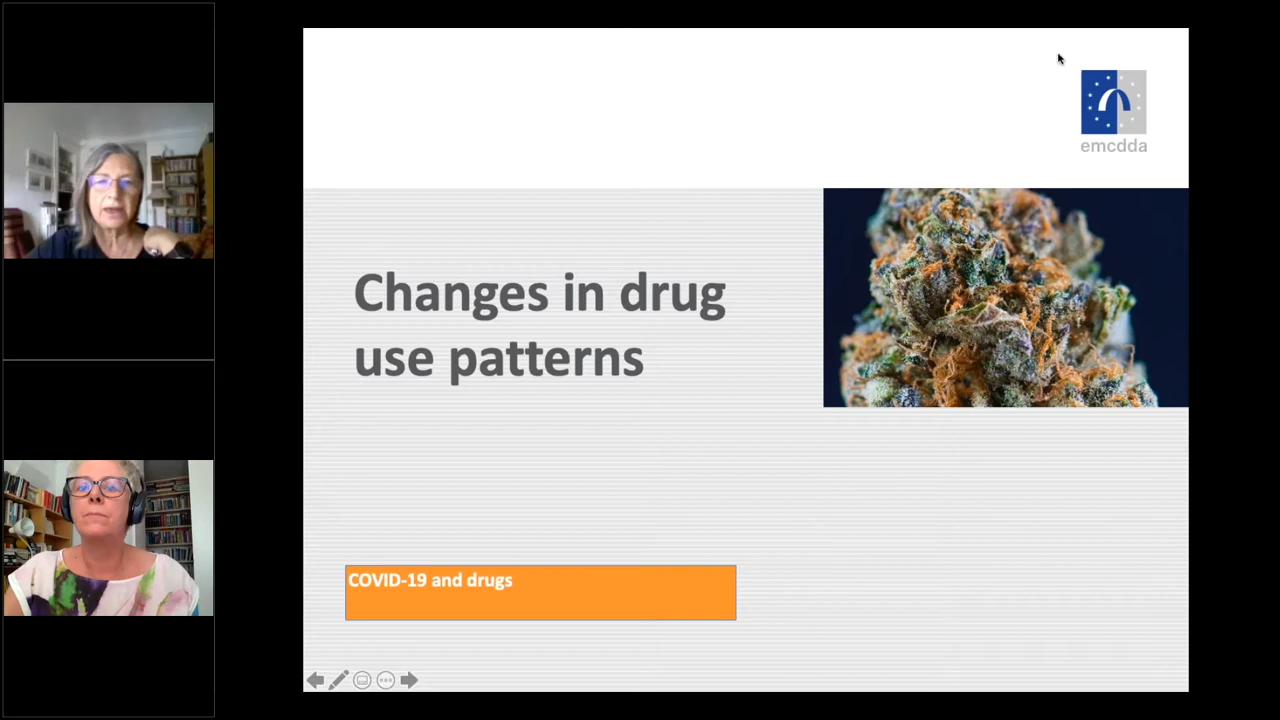 emcdda
Changes in drug
use patterns
COVID-19 and drugs